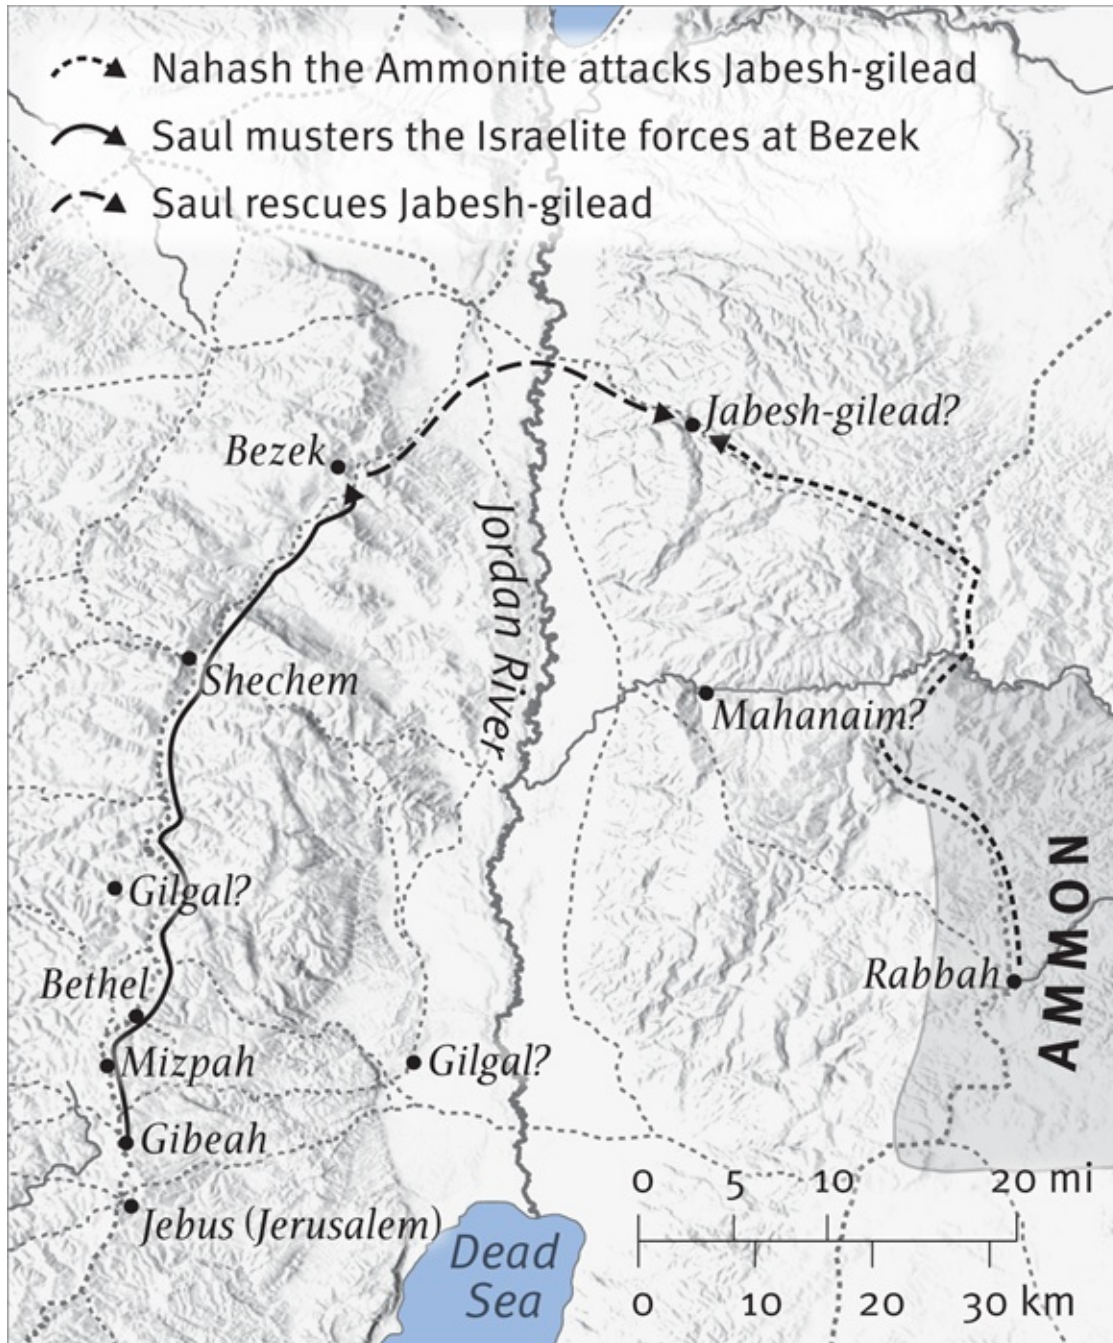 Nahash the Ammonite attacks Jabesh-gilead
Saul musters the Israelite forces at Bezek
Saul rescues Jabesh-gilead
Jabesh-gilead?
Bezek
Jordan River
Shechem
Mahanaim?
Gilgal?
AMMON
Bethel
Rabbah
Mizpah
Gilgal?
Gibeah
Jebus (Jerusalem)
0 5 10 20 mi
Dead
Sea
0 10 20 30 km